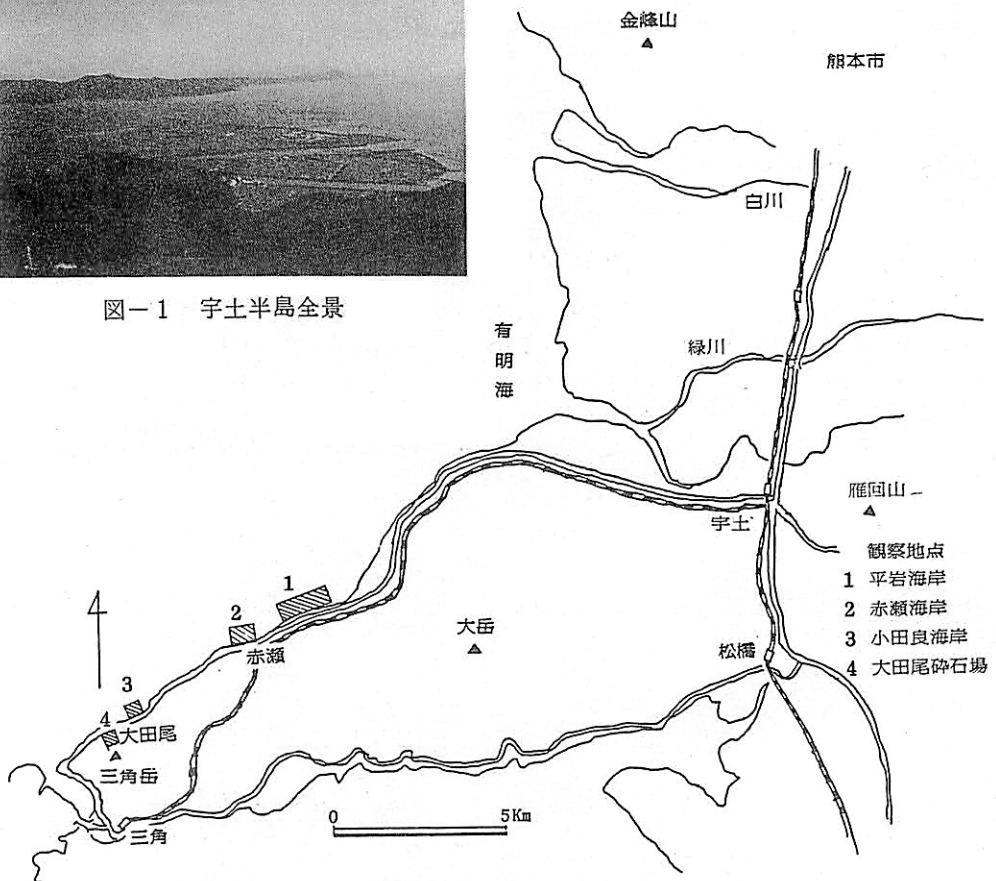 図－1 宇土半島全景
金峰山
熊本市
白川
有明海
緑川
雁回山
宇土
観察地点
1 平岩海岸
2 赤瀬海岸
3 小田良海岸
4 大田尾砕石場
1
2
赤瀬
大岳
松橋
3
4
大田尾
三角岳
三角
0 5Km